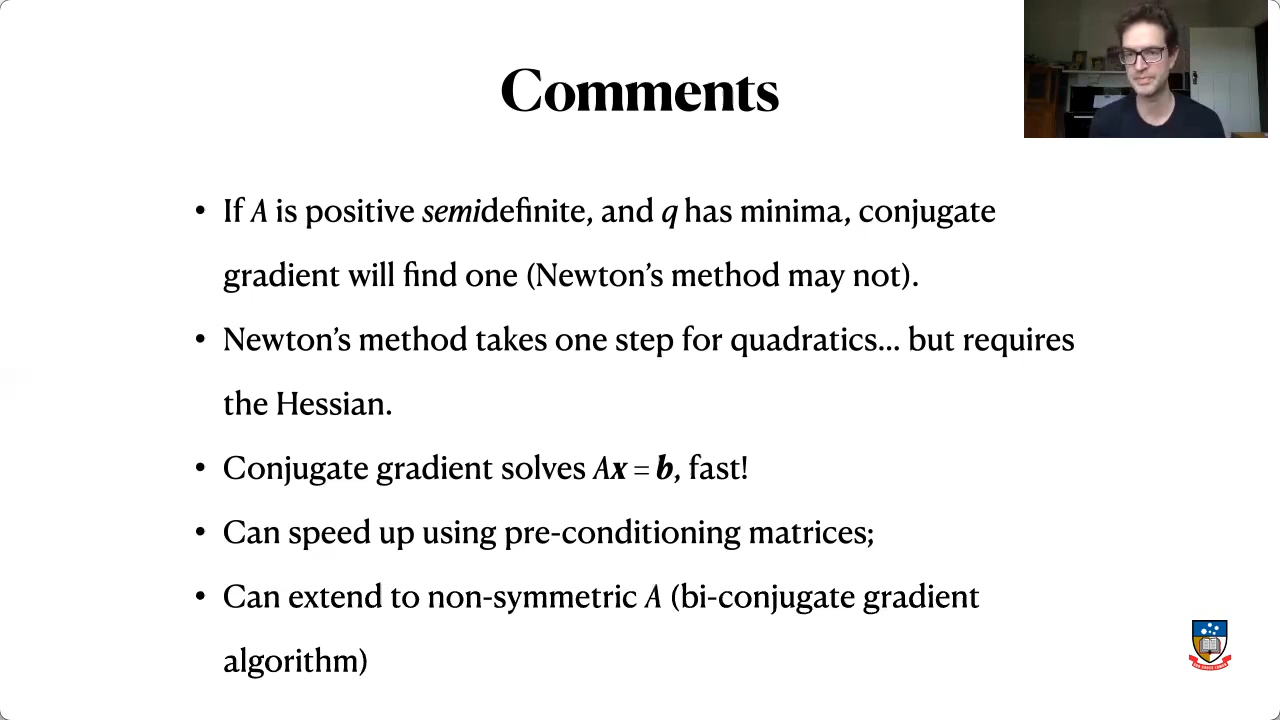 Comments
• If A is positive semidefinite, and q has minima, conjugate
gradient will find one (Newton’s method may not).
• Newton’s method takes one step for quadratics... but requires
the Hessian.
• Conjugate gradient solves Ax = b, fast!
• Can speed up using pre-conditioning matrices;
• Can extend to non-symmetric A (bi-conjugate gradient
algorithm)